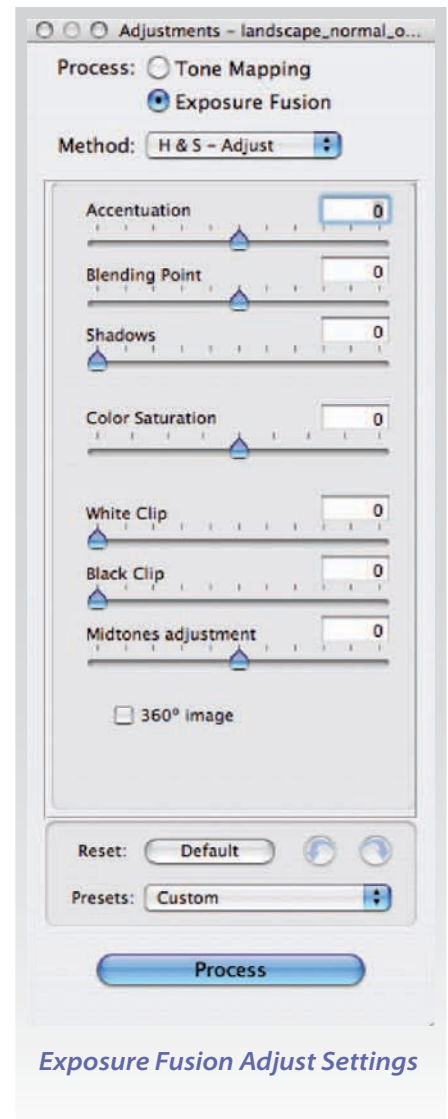 Adjustments – landscape_normal_o...
Process: Tone Mapping
Exposure Fusion
Method: H & S – Adjust
Accentuation 0
Blending Point 0
Shadows 0
Color Saturation 0
White Clip 0
Black Clip 0
Midtones adjustment 0
360° image
Reset: Default
Presets: Custom
Process
Exposure Fusion Adjust Settings